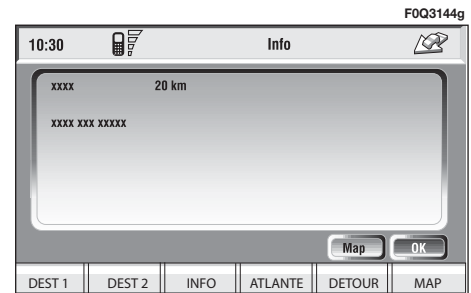 F0Q3144g
10:30 Info
xxxx 20 km
xxxx xxx xxxxx
Map OK
DEST 1 DEST 2 INFO ATLANTE DETOUR MAP